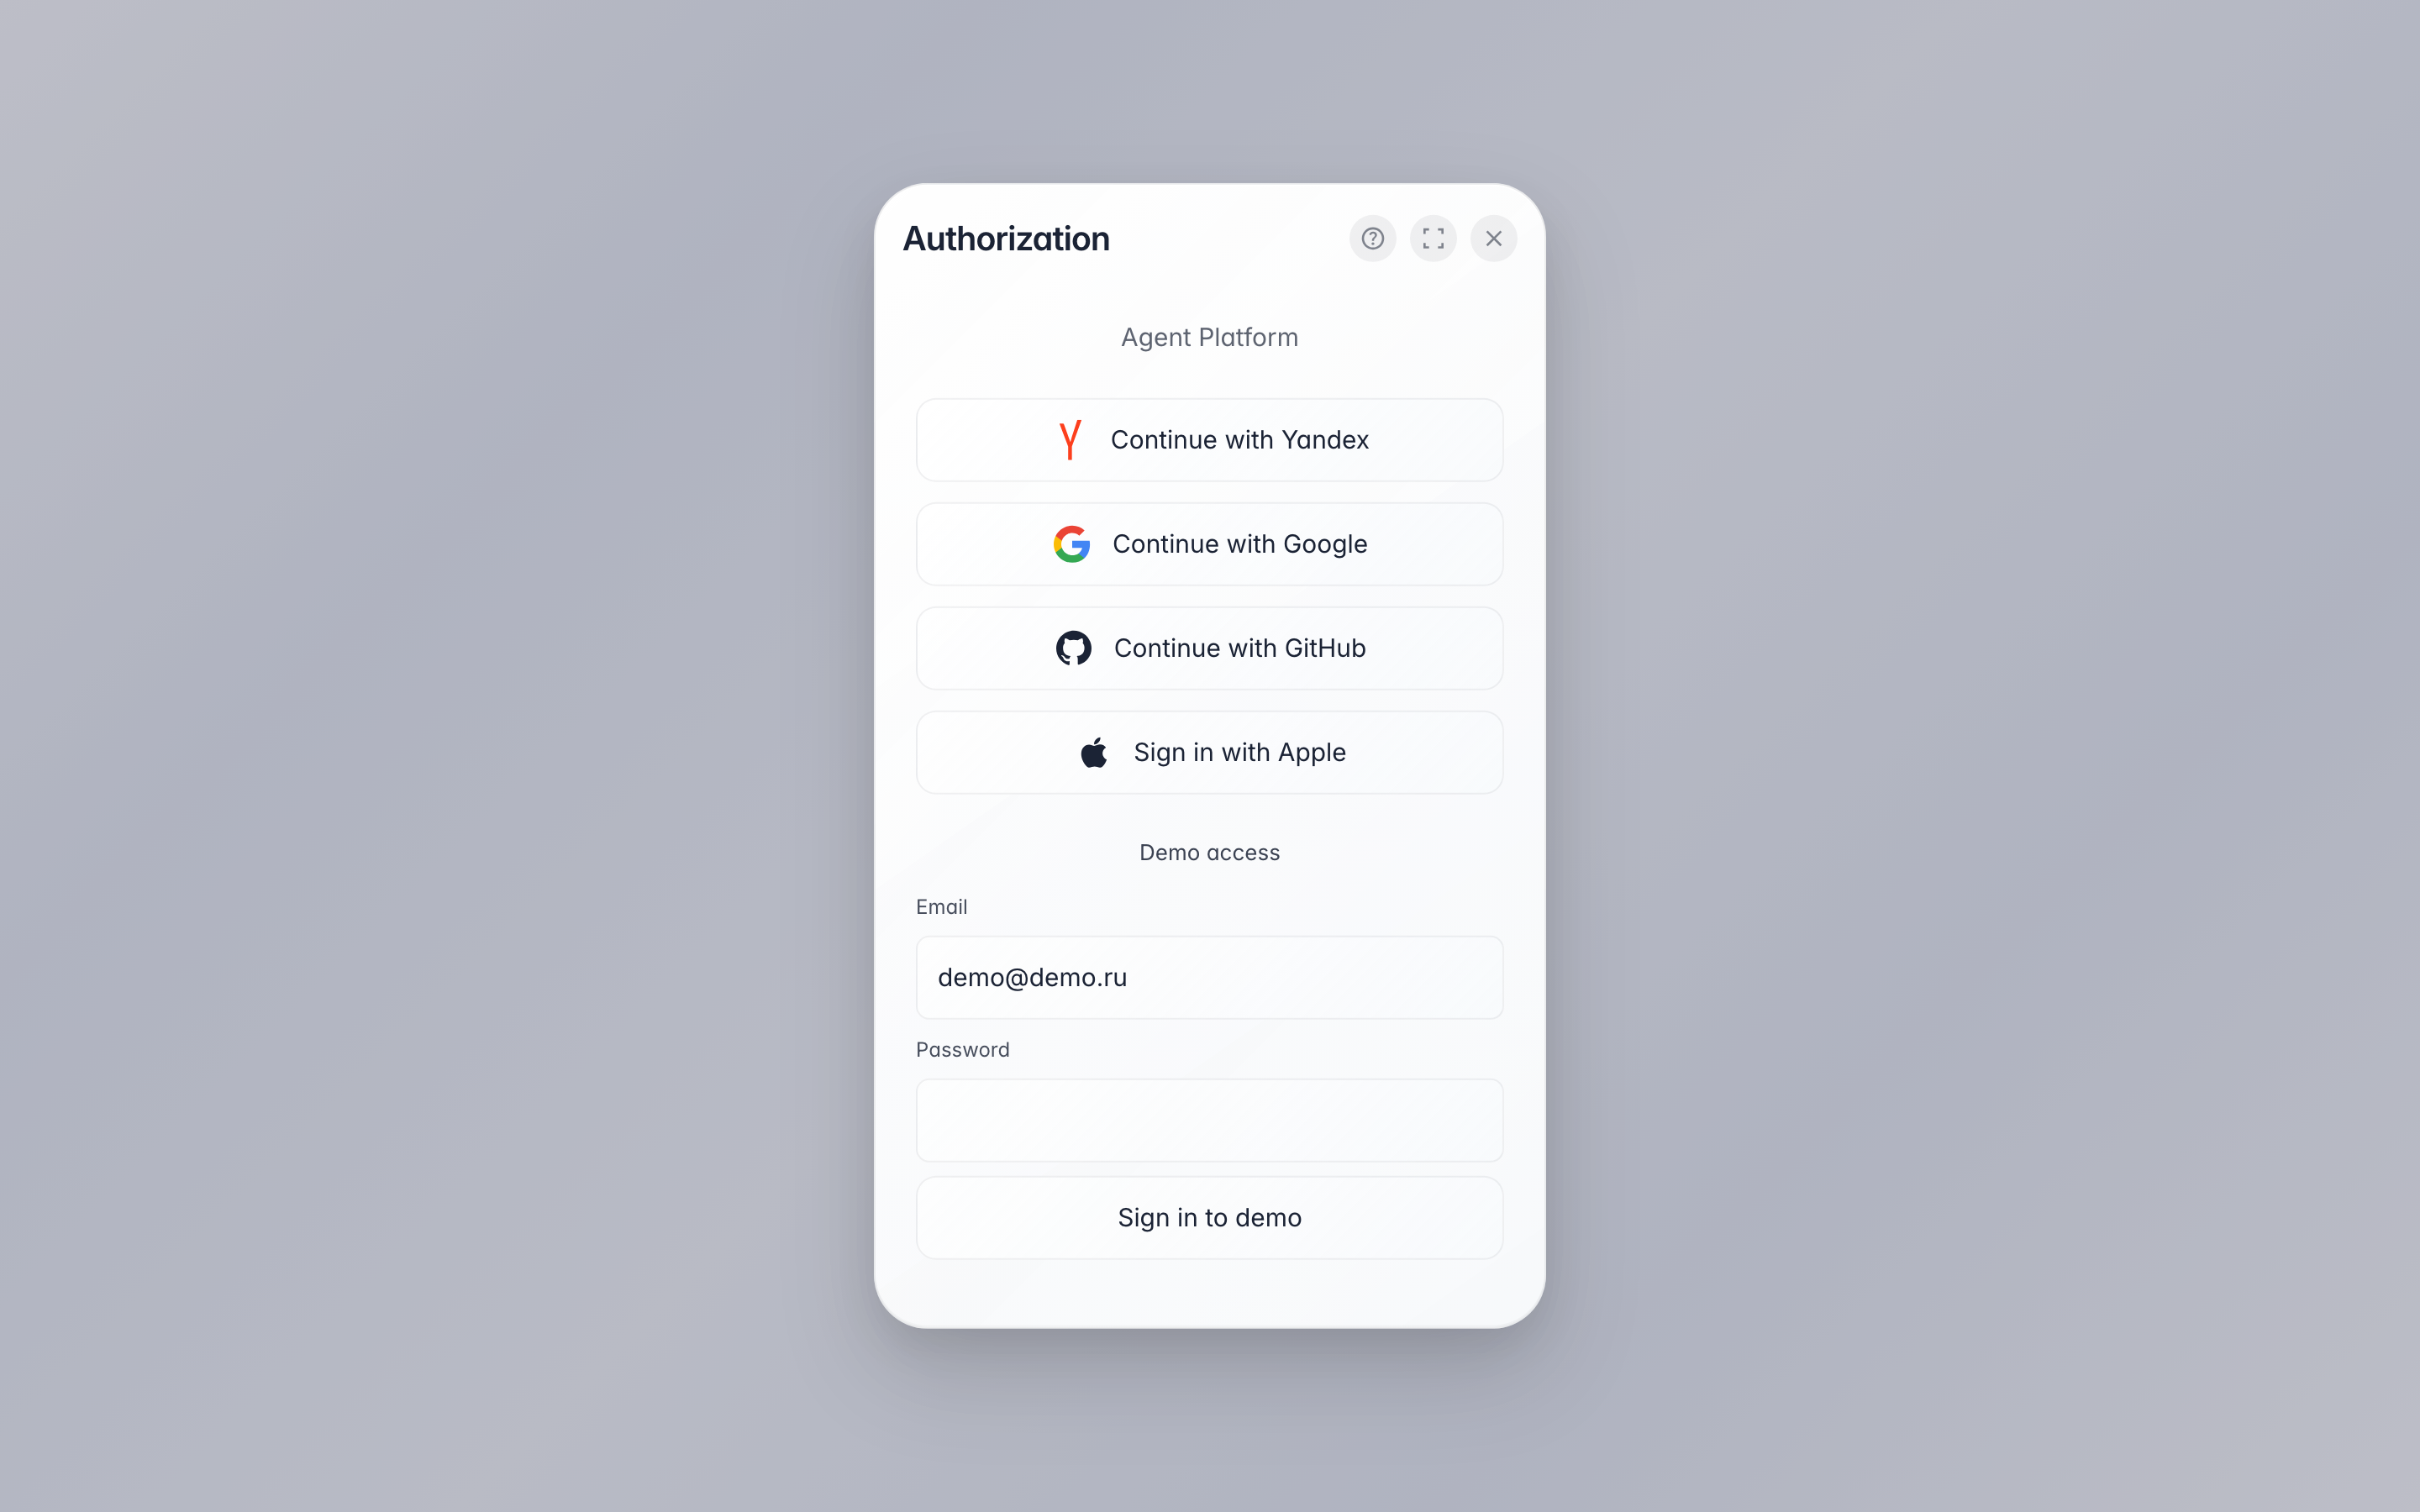 Authorization
Agent Platform
Continue with Yandex
Continue with Google
Continue with GitHub
Sign in with Apple
Demo access
Email
demo@demo.ru
Password
Sign in to demo